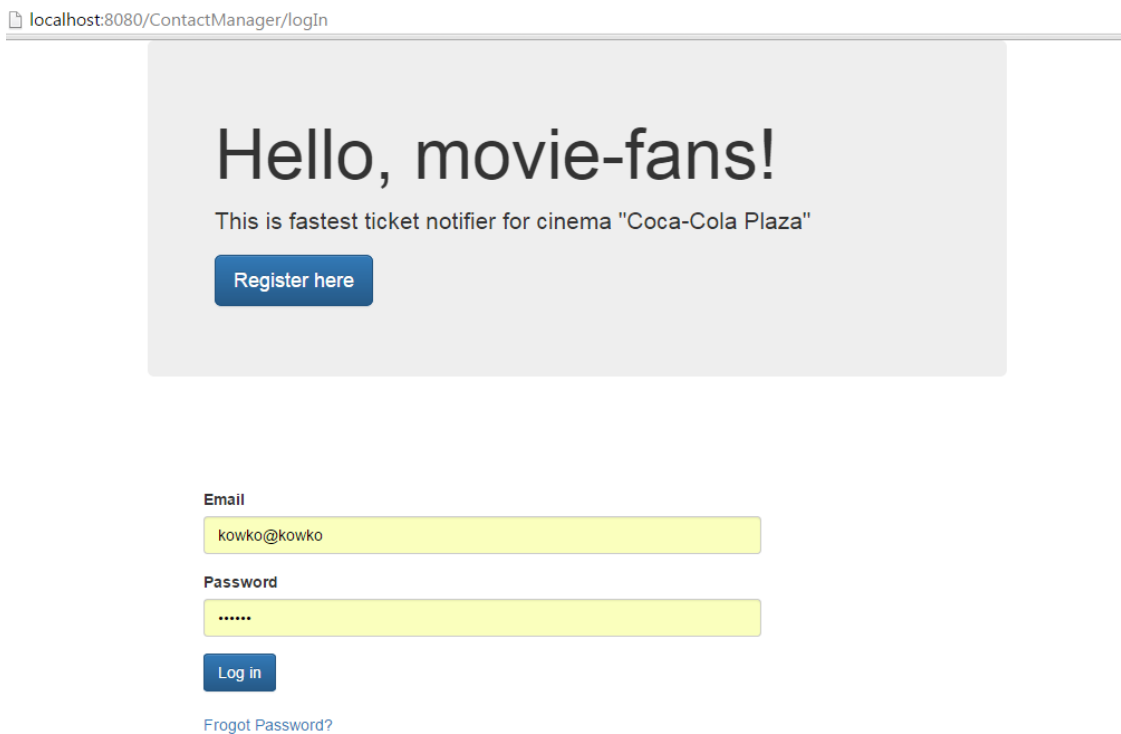 localhost:8080/ContactManager/logIn
Hello, movie-fans!
This is fastest ticket notifier for cinema "Coca-Cola Plaza"
Register here
Email
kowko@kowko
Password
••••••
Log in
Frogot Password?